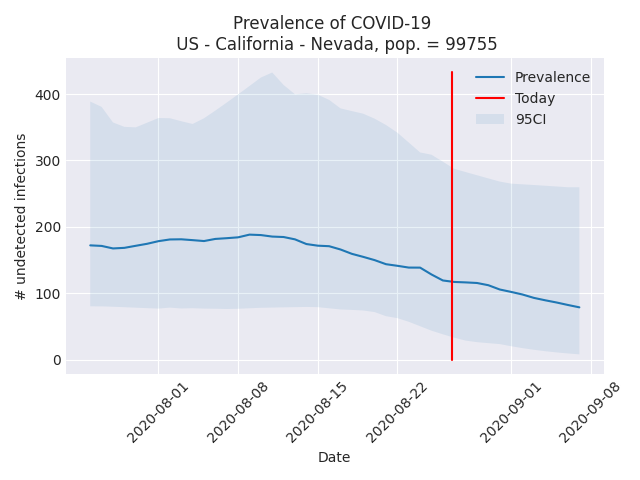 Prevalence of COVID-19
US - California - Nevada, pop. = 99755
Prevalence
Today
95CI
# undetected infections
400
300
200
100
0
2020-08-01
2020-08-08
2020-08-15
2020-08-22
2020-09-01
2020-09-08
Date